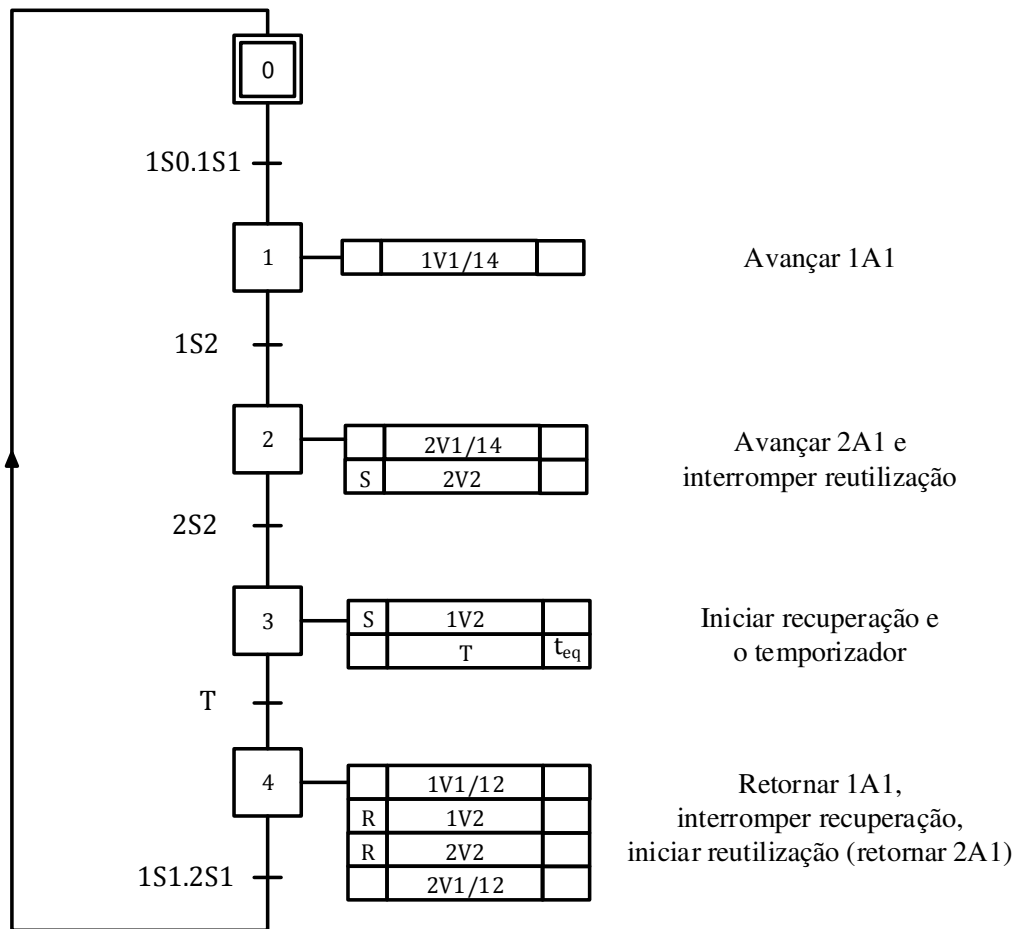 0
1S0.1S1
1
1V1/14
Avançar 1A1
1S2
2
2V1/14
S 2V2
Avançar 2A1 e
interromper reutilização
2S2
3
S 1V2
T teq
Iniciar recuperação e
o temporizador
T
4
1V1/12
R 1V2
R 2V2
2V1/12
Retornar 1A1,
interromper recuperação,
iniciar reutilização (retornar 2A1)
1S1.2S1